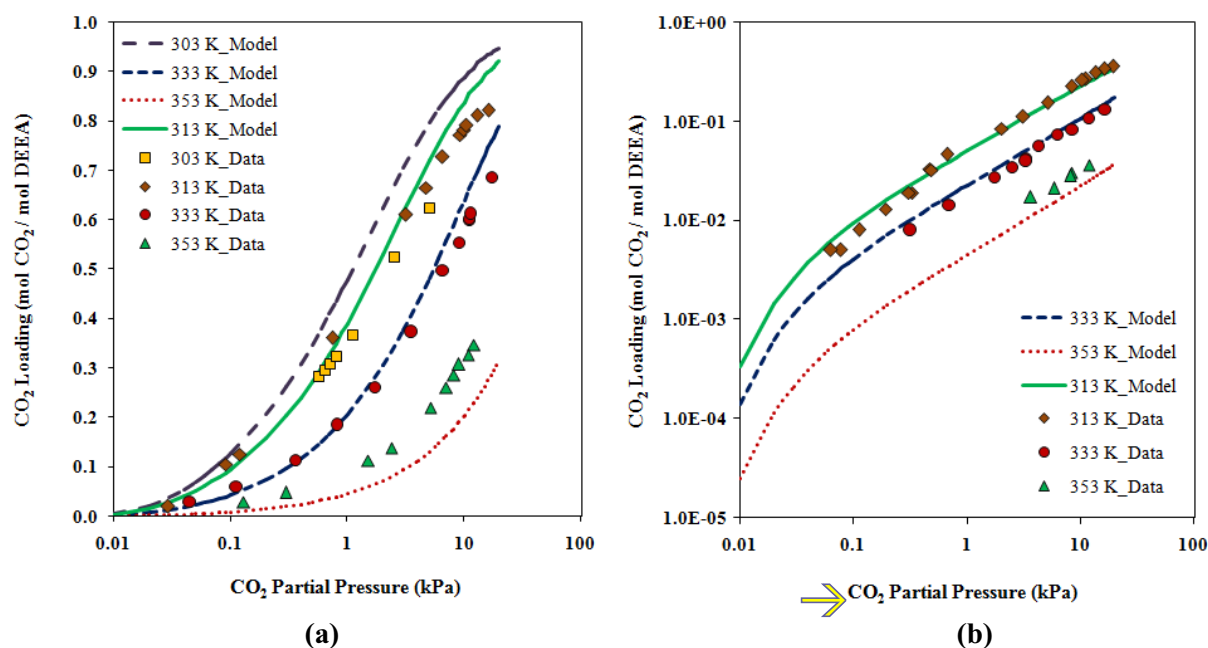 1.0
0.9
0.8
0.7
0.6
0.5
0.4
0.3
0.2
0.1
0.0
CO₂ Loading (mol CO₂/ mol DEEA)
303 K_Model
333 K_Model
353 K_Model
313 K_Model
303 K_Data
313 K_Data
333 K_Data
353 K_Data
0.01 0.1 1 10 100
CO₂ Partial Pressure (kPa)
(a)
1.0E+00
1.0E-01
1.0E-02
1.0E-03
1.0E-04
1.0E-05
CO₂ Loading (mol CO₂/ mol DEEA)
333 K_Model
353 K_Model
313 K_Model
313 K_Data
333 K_Data
353 K_Data
0.01 0.1 1 10 100
CO₂ Partial Pressure (kPa)
(b)